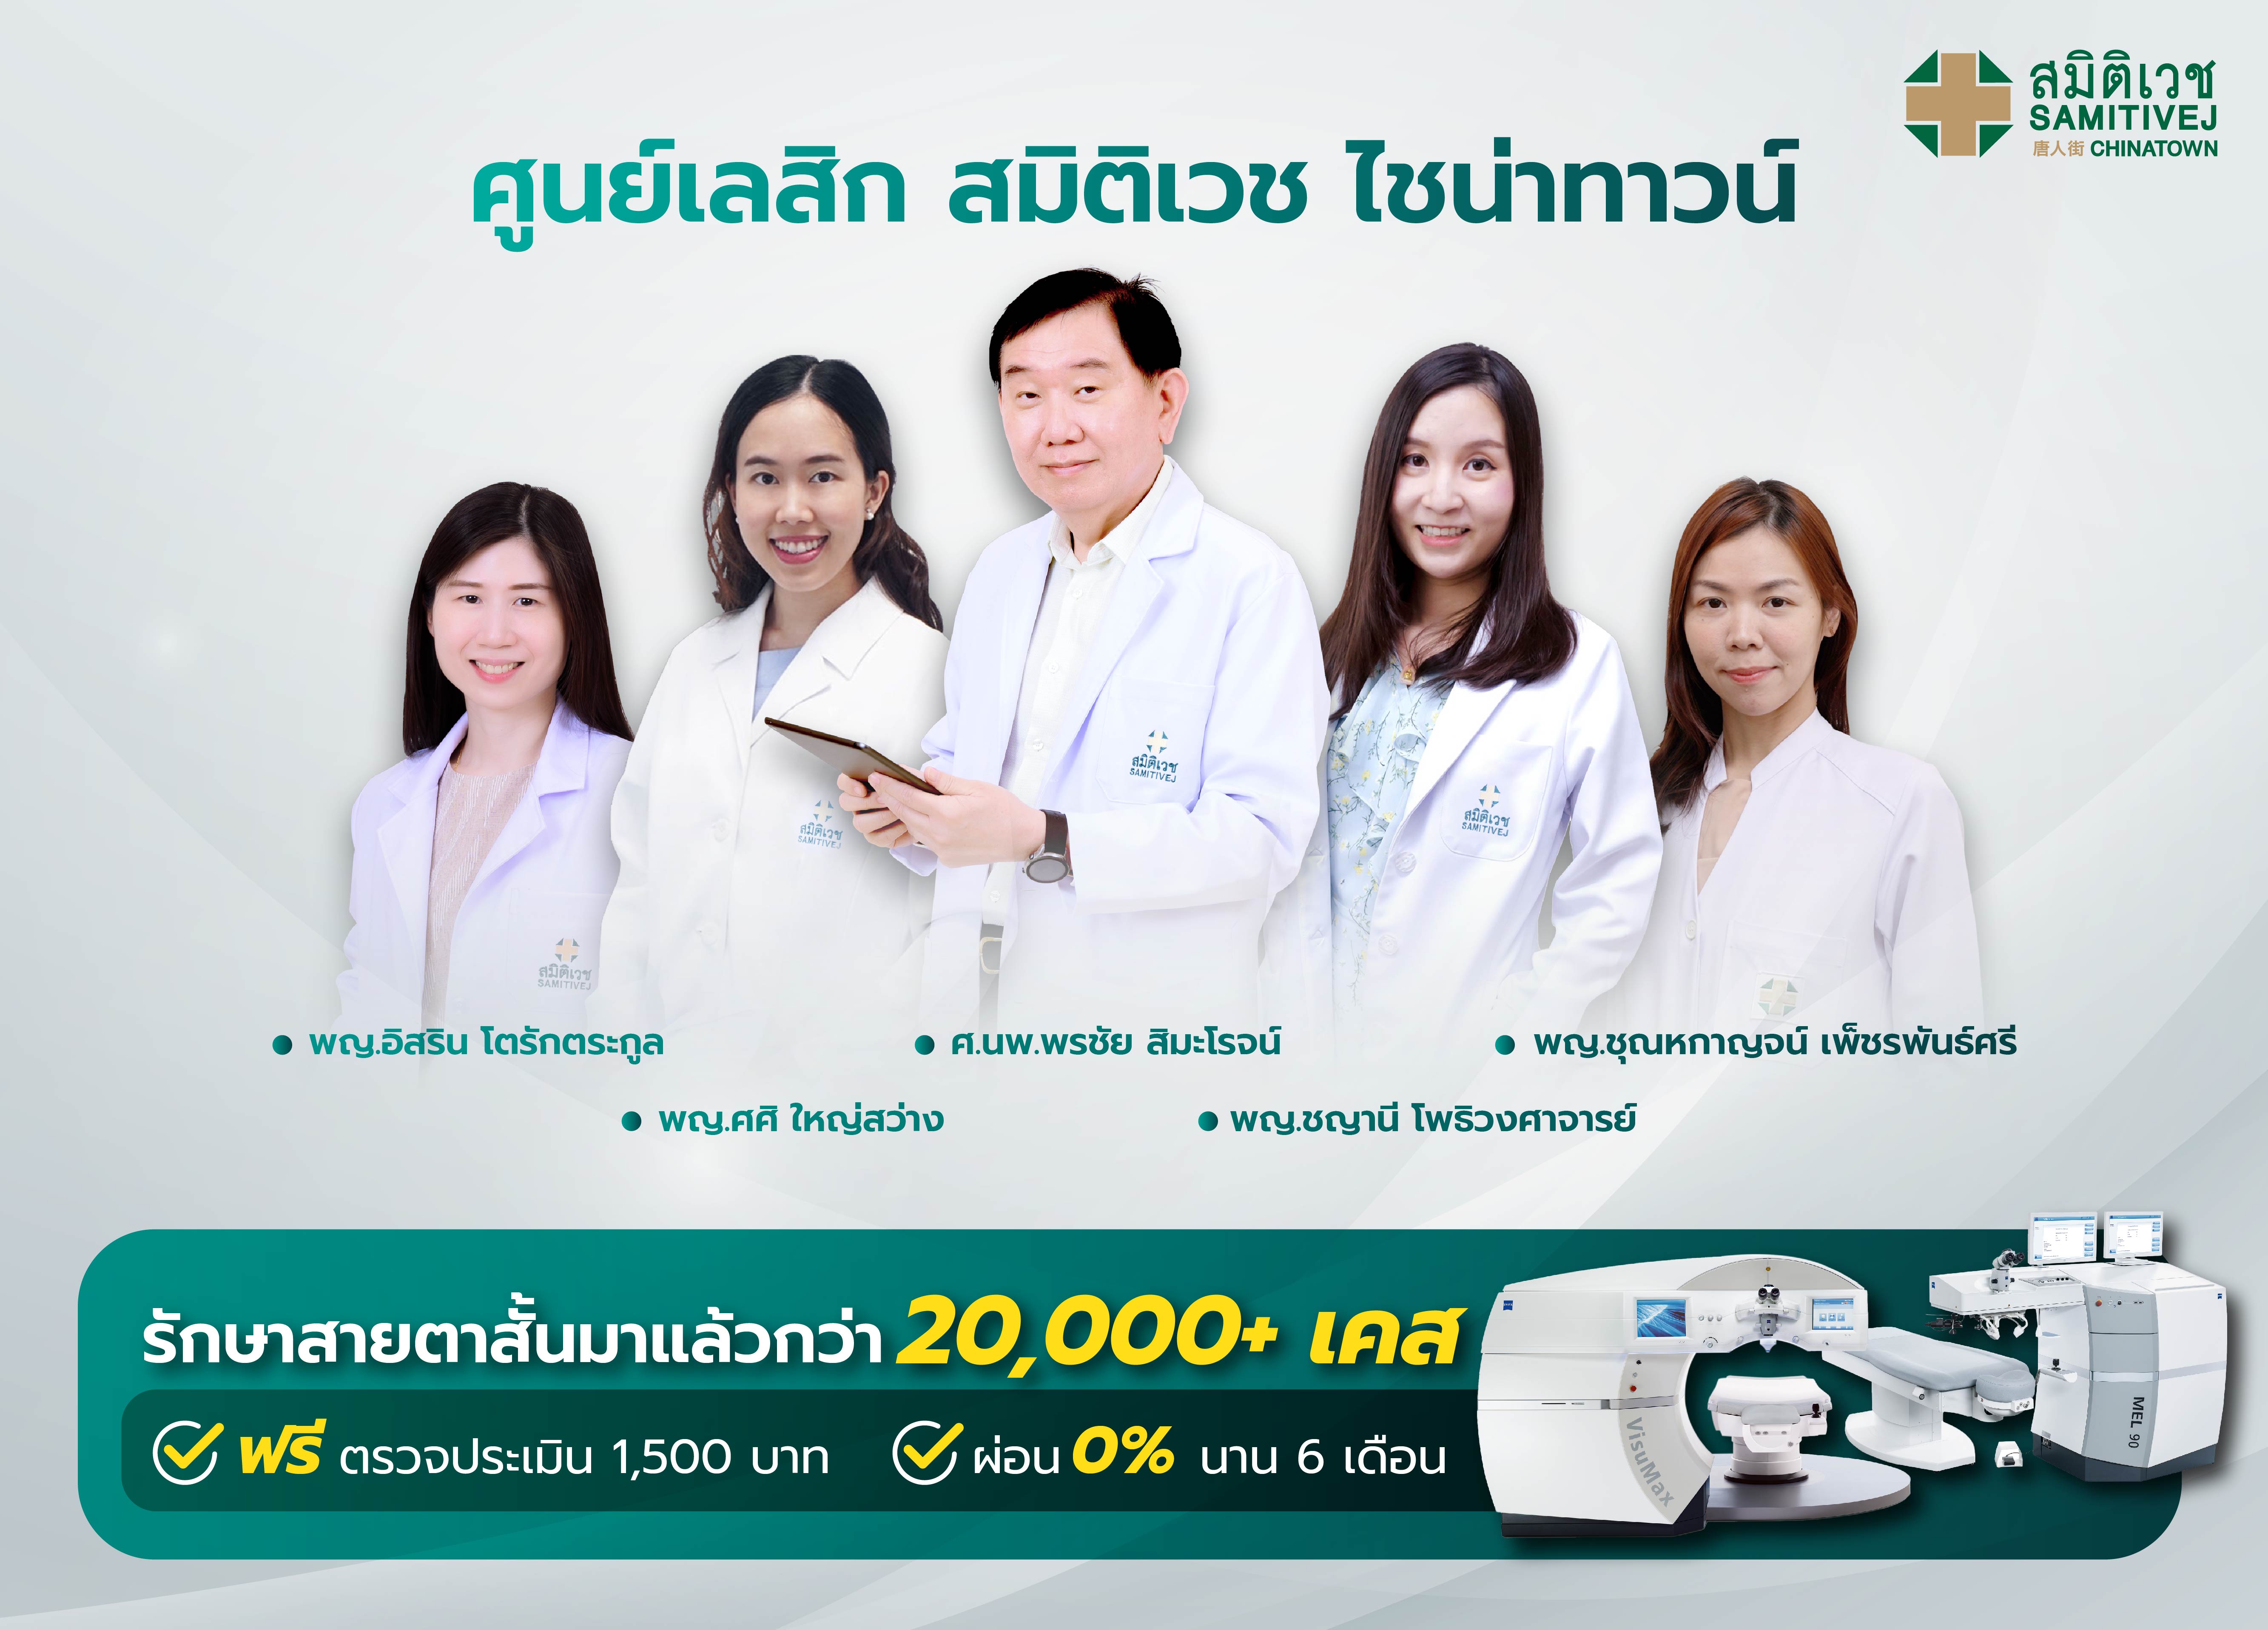 สมิติเวช
SAMITIVEJ
唐人街 CHINATOWN
ศูนย์เลสิก สมิติเวช ไชน่าทาวน์
สมิติเวช
SAMITIVEJ
สมิติเวช
SAMITIVEJ
สมิติเวช
SAMITIVEJ
สมิติเวช
SAMITIVEJ
พญ.อิสริน โตรักตระกูล
ศ.นพ.พรชัย สิมะโรจน์
พญ.ชุณหกาญจน์ เพ็ชรพันธ์ศรี
พญ.ศศิ ใหญ่สว่าง
พญ.ชญานี โพธิวงศาจารย์
รักษาสายตาสั้นมาแล้วกว่า 20,000+ เคส
ฟรี ตรวจประเมิน 1,500 บาท
ผ่อน 0% นาน 6 เดือน
VisuMax
MEL 90